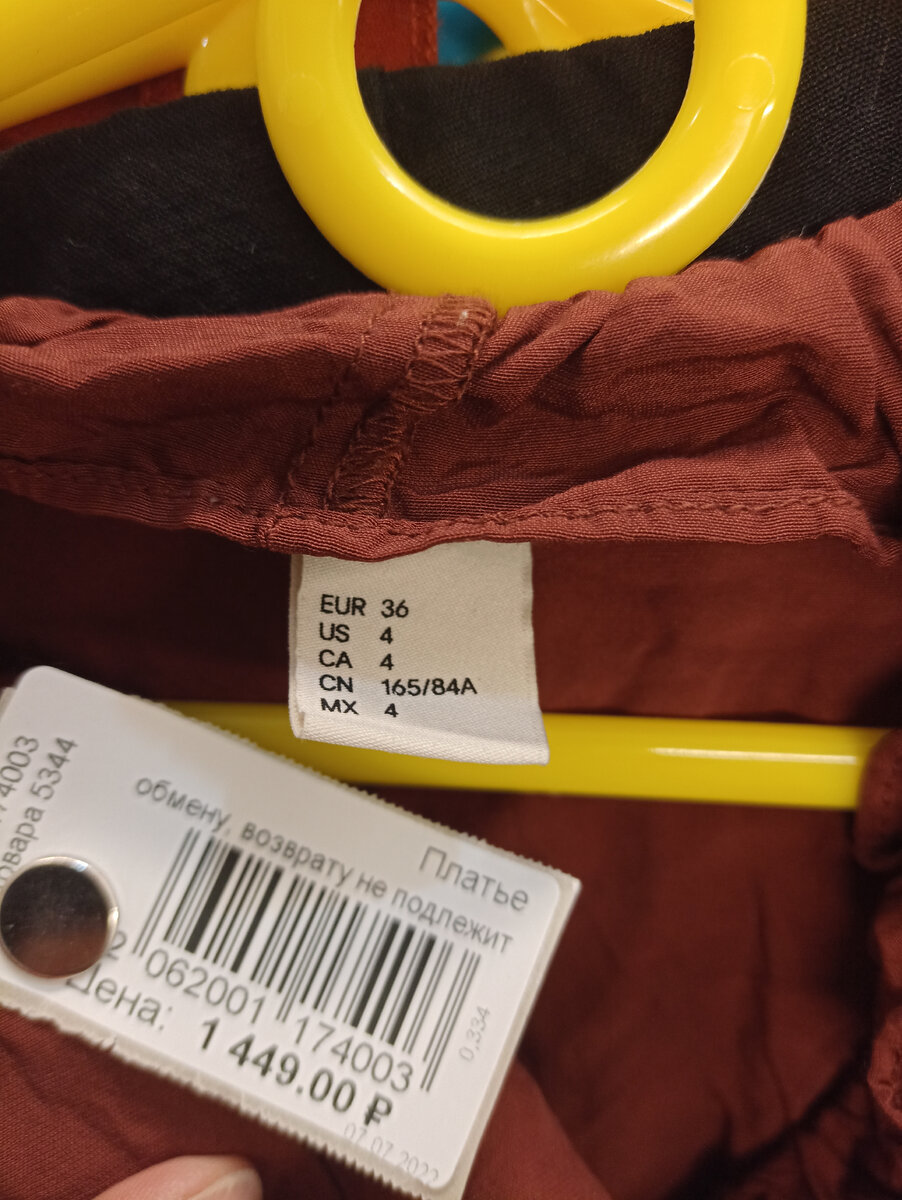 EUR 36
US 4
CA 4
CN 165/84A
MX 4
Платье
обмену, возврату не подлежит
2 062001 174003
0,334
Цена: 1 449.00 ₽
07.07.2022
174003
товара 5344